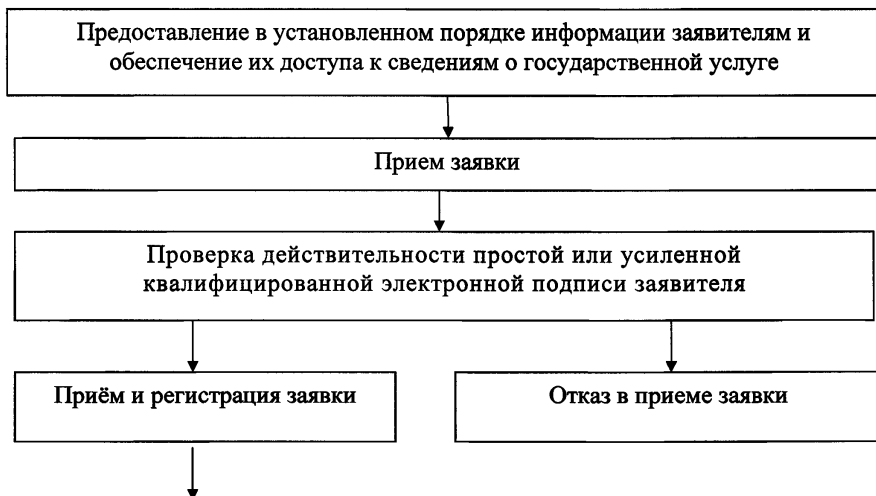 Предоставление в установленном порядке информации заявителям и
обеспечение их доступа к сведениям о государственной услуге
Прием заявки
Проверка действительности простой или усиленной
квалифицированной электронной подписи заявителя
Приём и регистрация заявки
Отказ в приеме заявки